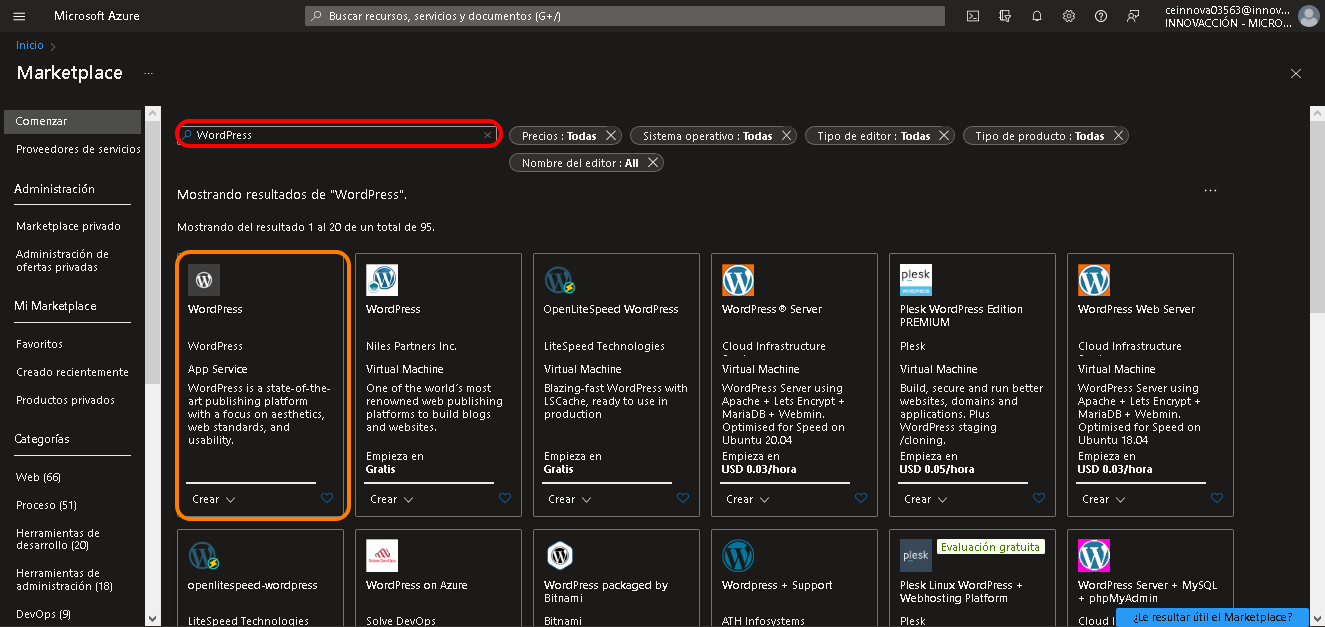 Microsoft Azure
Buscar recursos, servicios y documentos (G+/)
ceinnova03563@innov...
INNOVACCIÓN - MICRO...
Inicio
Marketplace
...
Comenzar
Proveedores de servicios
Administración
Marketplace privado
Administración de
ofertas privadas
Mi Marketplace
Favoritos
Creado recientemente
Productos privados
Categorías
Web (66)
Proceso (51)
Herramientas de
desarrollo (20)
Herramientas de
administración (18)
DevOps (9)
WordPress
Precios : Todas
Sistema operativo : Todas
Tipo de editor : Todas
Tipo de producto : Todas
Nombre del editor : All
Mostrando resultados de "WordPress".
...
Mostrando del resultado 1 al 20 de un total de 95.
WordPress
WordPress
App Service
WordPress is a state-of-the-
art publishing platform
with a focus on aesthetics,
web standards, and
usability.
Crear
WordPress
Niles Partners Inc.
Virtual Machine
One of the world's most
renowned web publishing
platforms to build blogs
and websites.
Empieza en
Gratis
Crear
OpenLiteSpeed WordPress
LiteSpeed Technologies
Virtual Machine
Blazing-fast WordPress with
LSCache, ready to use in
production
Empieza en
Gratis
Crear
WordPress® Server
Cloud Infrastructure
Virtual Machine
WordPress Server using
Apache + Lets Encrypt +
MariaDB + Webmin.
Optimised for Speed on
Ubuntu 20.04
Empieza en
USD 0.03/hora
Crear
plesk
WORDPRESS
Plesk WordPress Edition
PREMIUM
Plesk
Virtual Machine
Build, secure and run better
websites, domains and
applications. Plus
WordPress staging
/cloning.
Empieza en
USD 0.05/hora
Crear
WordPress Web Server
Cloud Infrastructure
Virtual Machine
WordPress Server using
Apache + Lets Encrypt +
MariaDB + Webmin.
Optimised for Speed on
Ubuntu 18.04
Empieza en
USD 0.03/hora
Crear
openlitespeed-wordpress
LiteSpeed Technologies
Solve DevOps
WordPress on Azure
Solve DevOps
WordPress packaged by
Bitnami
Bitnami
Wordpress + Support
ATH Infosystems
plesk
Evaluación gratuita
Plesk Linux WordPress +
Webhosting Platform
Plesk
WordPress Server + MySQL
+ phpMyAdmin
Cloud
¿Le resultar útil el Marketplace?